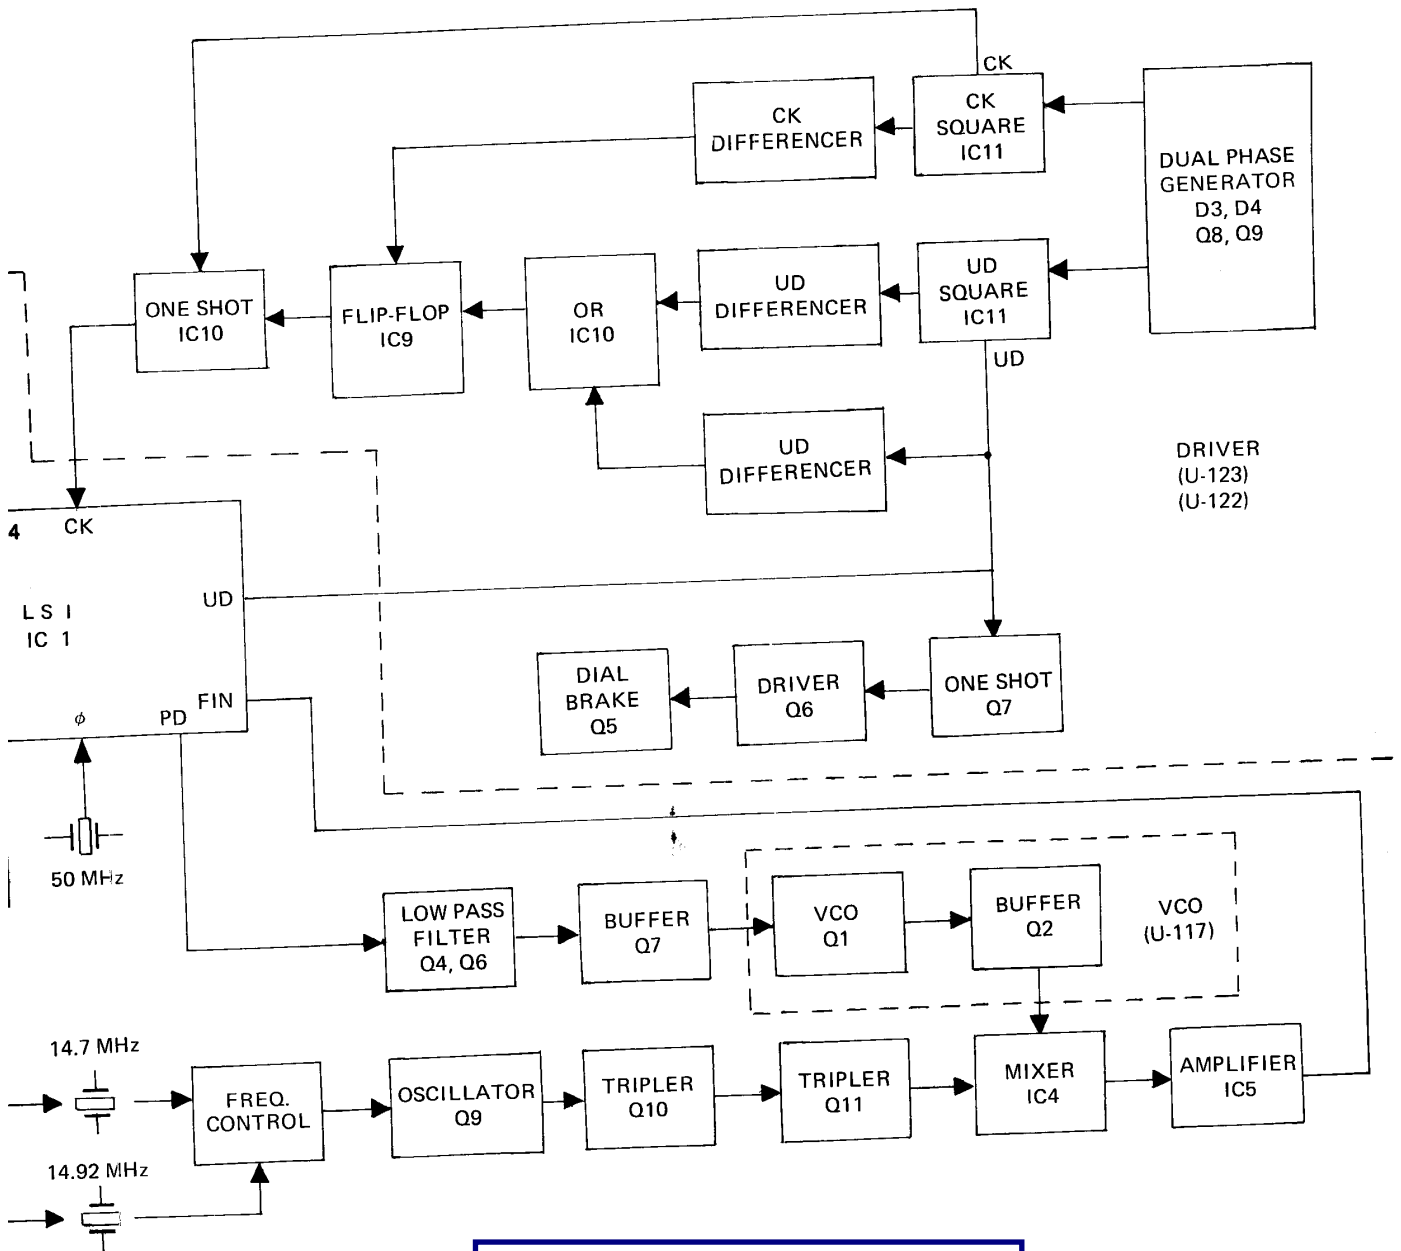 CK
CK
DIFFERENCER
CK
SQUARE
IC11
DUAL PHASE
GENERATOR
D3, D4
Q8, Q9
ONE SHOT
IC10
FLIP-FLOP
IC9
OR
IC10
UD
DIFFERENCER
UD
SQUARE
IC11
UD
UD
DIFFERENCER
DRIVER
(U-123)
(U-122)
4
CK
UD
LSI
IC 1
FIN
φ
PD
DIAL
BRAKE
Q5
DRIVER
Q6
ONE SHOT
Q7
50 MHz
LOW PASS
FILTER
Q4, Q6
BUFFER
Q7
VCO
Q1
BUFFER
Q2
VCO
(U-117)
14.7 MHz
FREQ.
CONTROL
OSCILLATOR
Q9
TRIPLER
Q10
TRIPLER
Q11
MIXER
IC4
AMPLIFIER
IC5
14.92 MHz